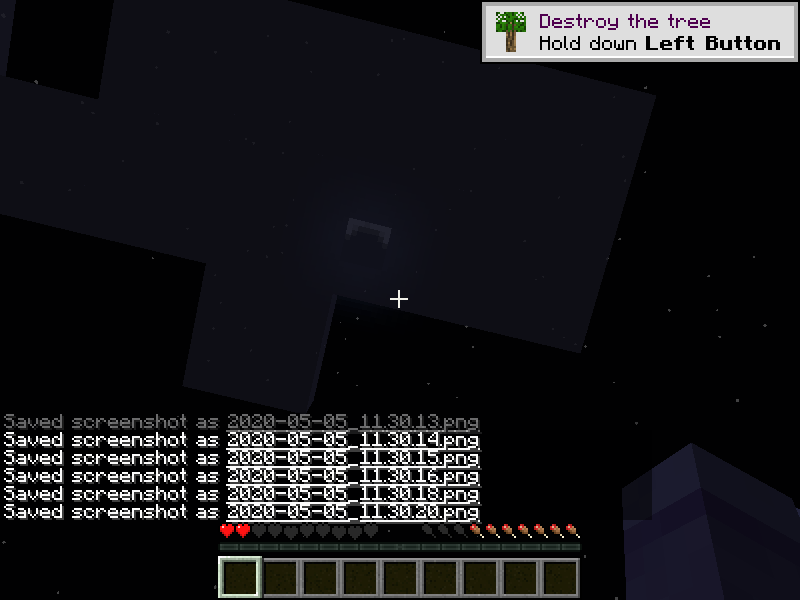 Destroy the tree
Hold down Left Button
Saved screenshot as 2020-05-05_11.30.13.png
Saved screenshot as 2020-05-05_11.30.14.png
Saved screenshot as 2020-05-05_11.30.15.png
Saved screenshot as 2020-05-05_11.30.16.png
Saved screenshot as 2020-05-05_11.30.18.png
Saved screenshot as 2020-05-05_11.30.20.png